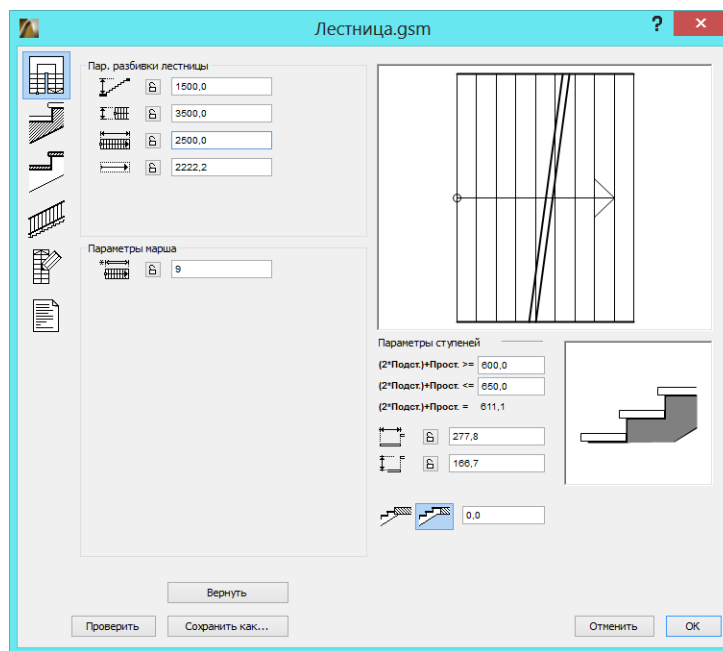 Лестница.gsm
?
x
Пар. разбивки лестницы
1500,0
3500,0
2500,0
2222,2
Параметры марша
9
Параметры ступеней
(2*Подст.)+Прост. >= 600,0
(2*Подст.)+Прост. <= 650,0
(2*Подст.)+Прост. = 611,1
277,8
166,7
0,0
Вернуть
Проверить
Сохранить как...
Отменить
OK